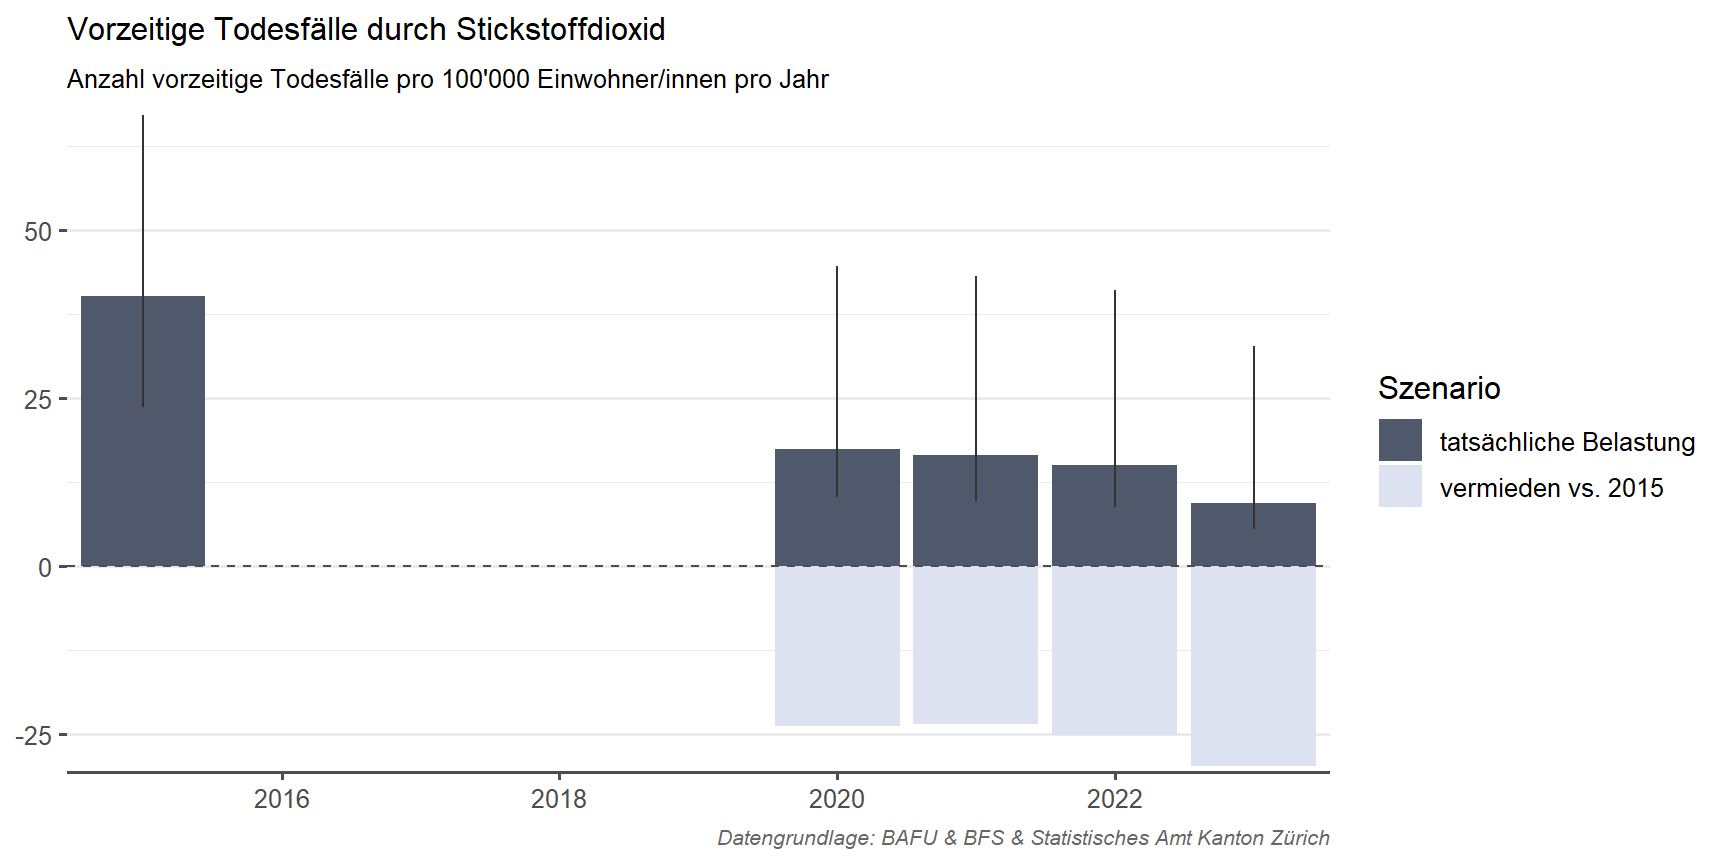 Vorzeitige Todesfälle durch Stickstoffdioxid
Anzahl vorzeitige Todesfälle pro 100'000 Einwohner/innen pro Jahr
50
25
0
-25
2016
2018
2020
2022
Szenario
tatsächliche Belastung
vermieden vs. 2015
Datengrundlage: BAFU & BFS & Statistisches Amt Kanton Zürich